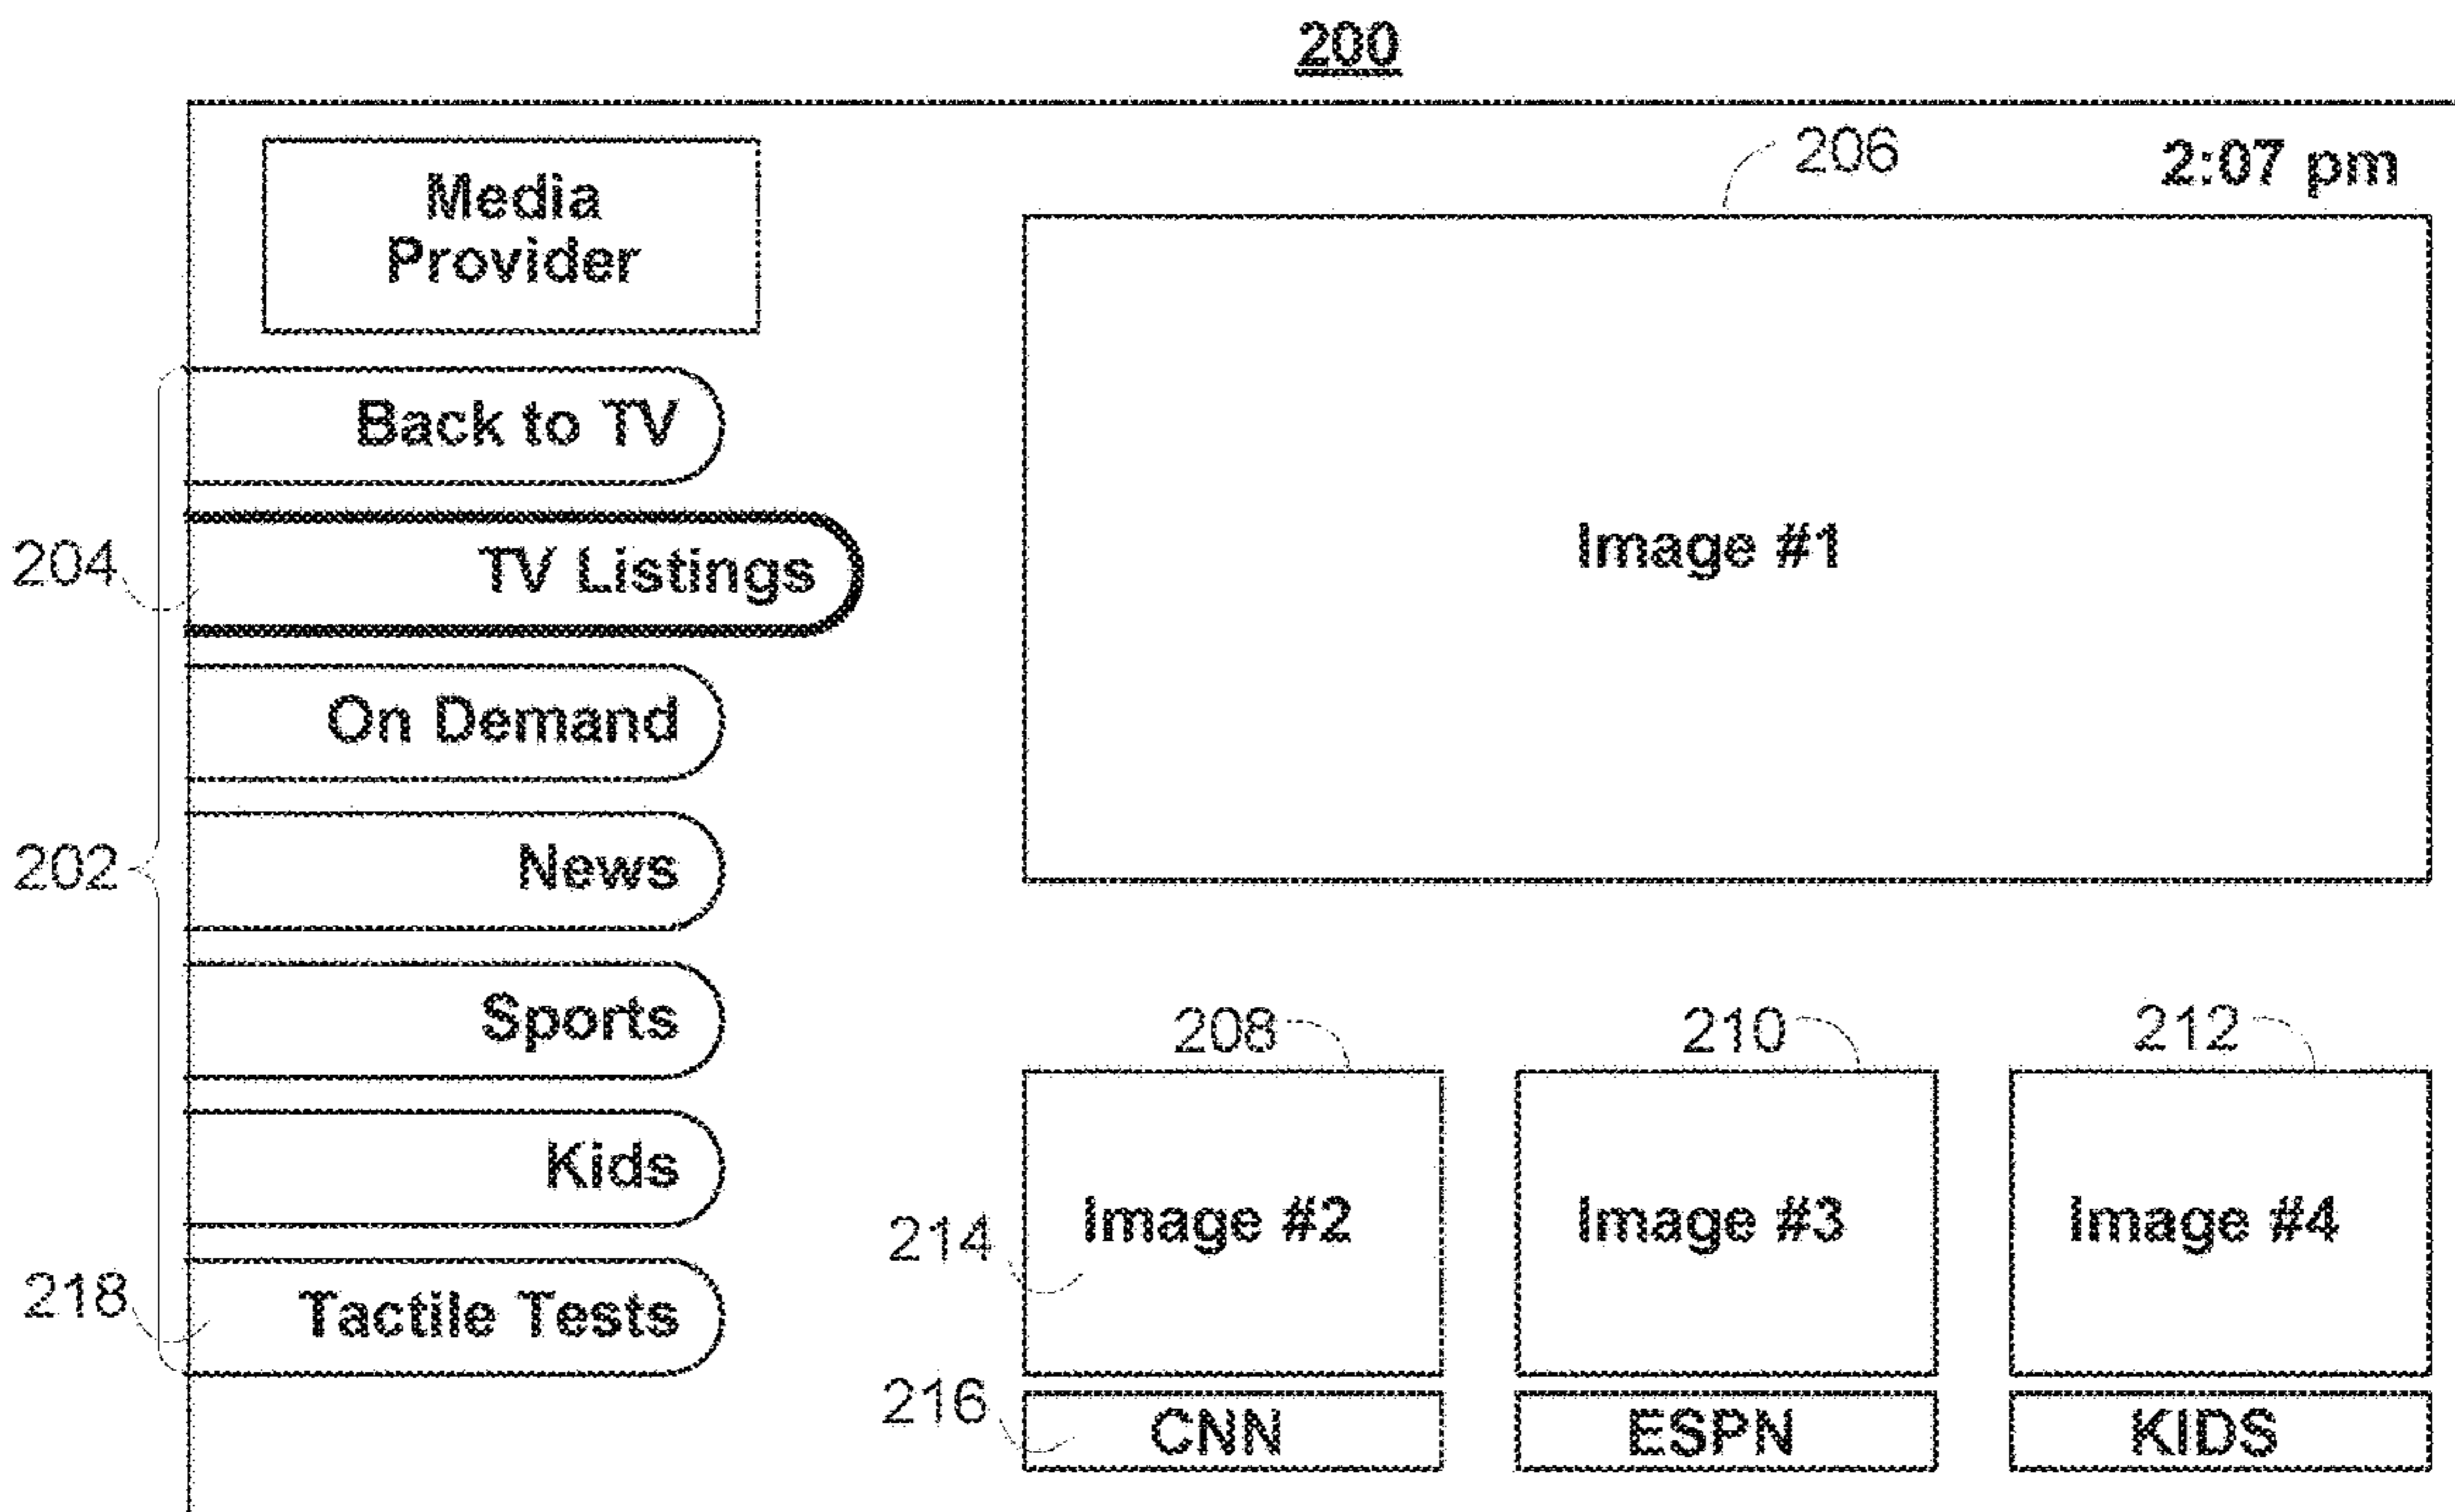 200
206
2:07 pm
Media
Provider
Back to TV
204
TV Listings
Image #1
On Demand
202
News
Sports
208
210
212
Kids
214
Image #2
Image #3
Image #4
218
Tactile Tests
216
CNN
ESPN
KIDS